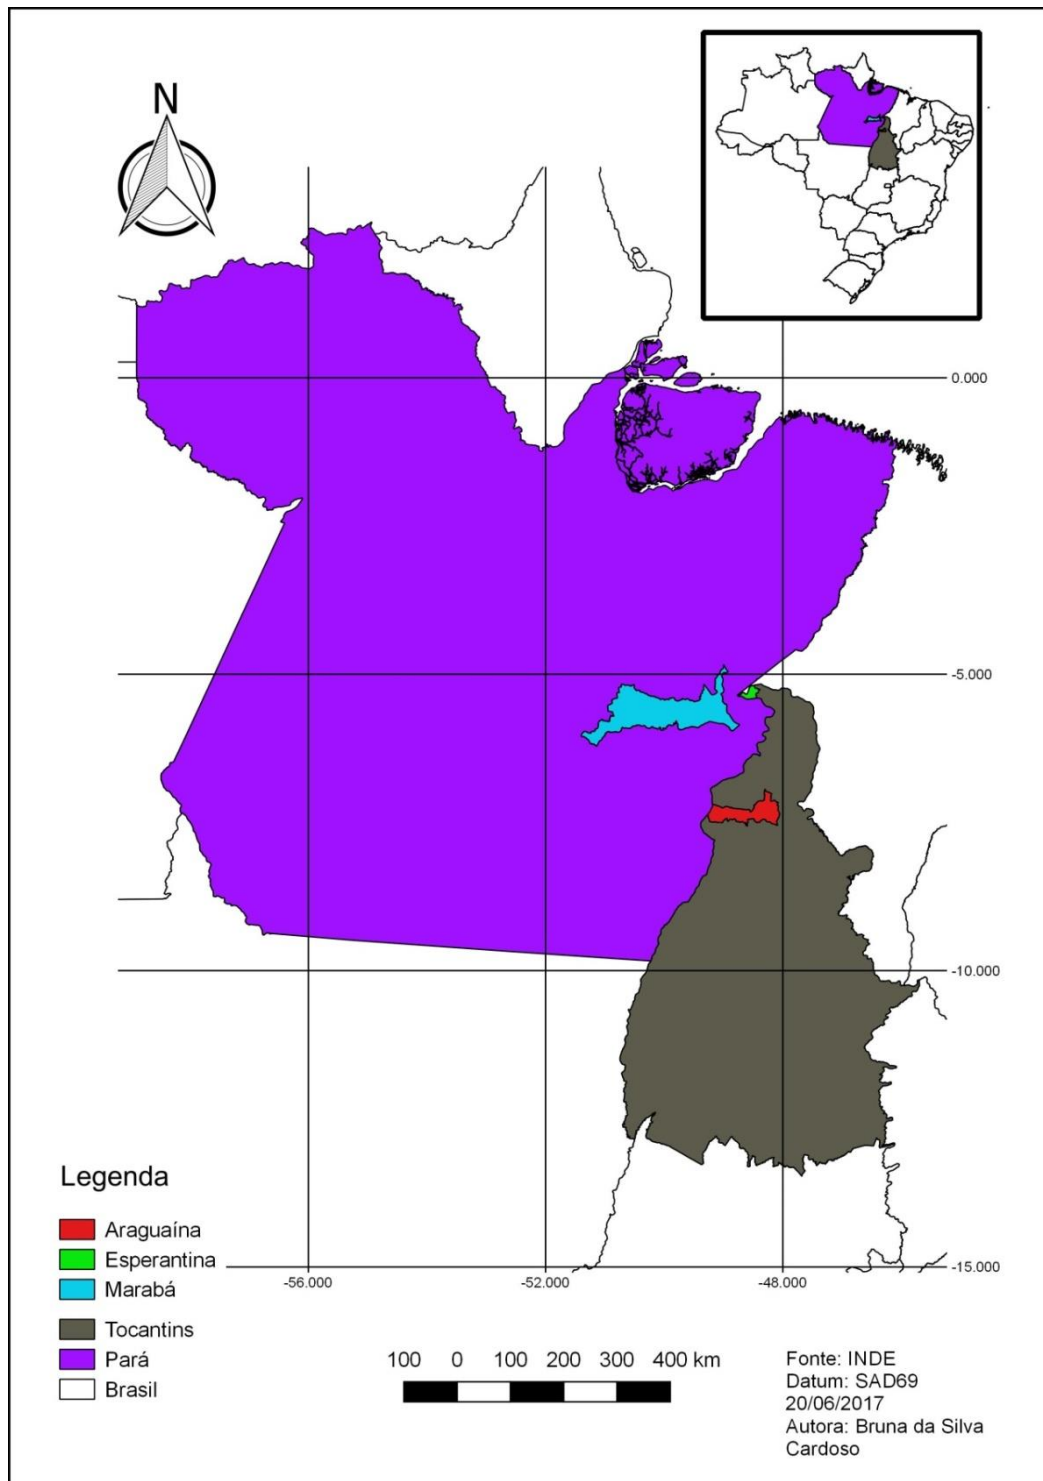 N
0.000
-5.000
-10.000
-15.000
-56.000
-52.000
-48.000
Legenda
Araguaína
Esperantina
Marabá
Tocantins
Pará
Brasil
100 0 100 200 300 400 km
Fonte: INDE
Datum: SAD69
20/06/2017
Autora: Bruna da Silva
Cardoso